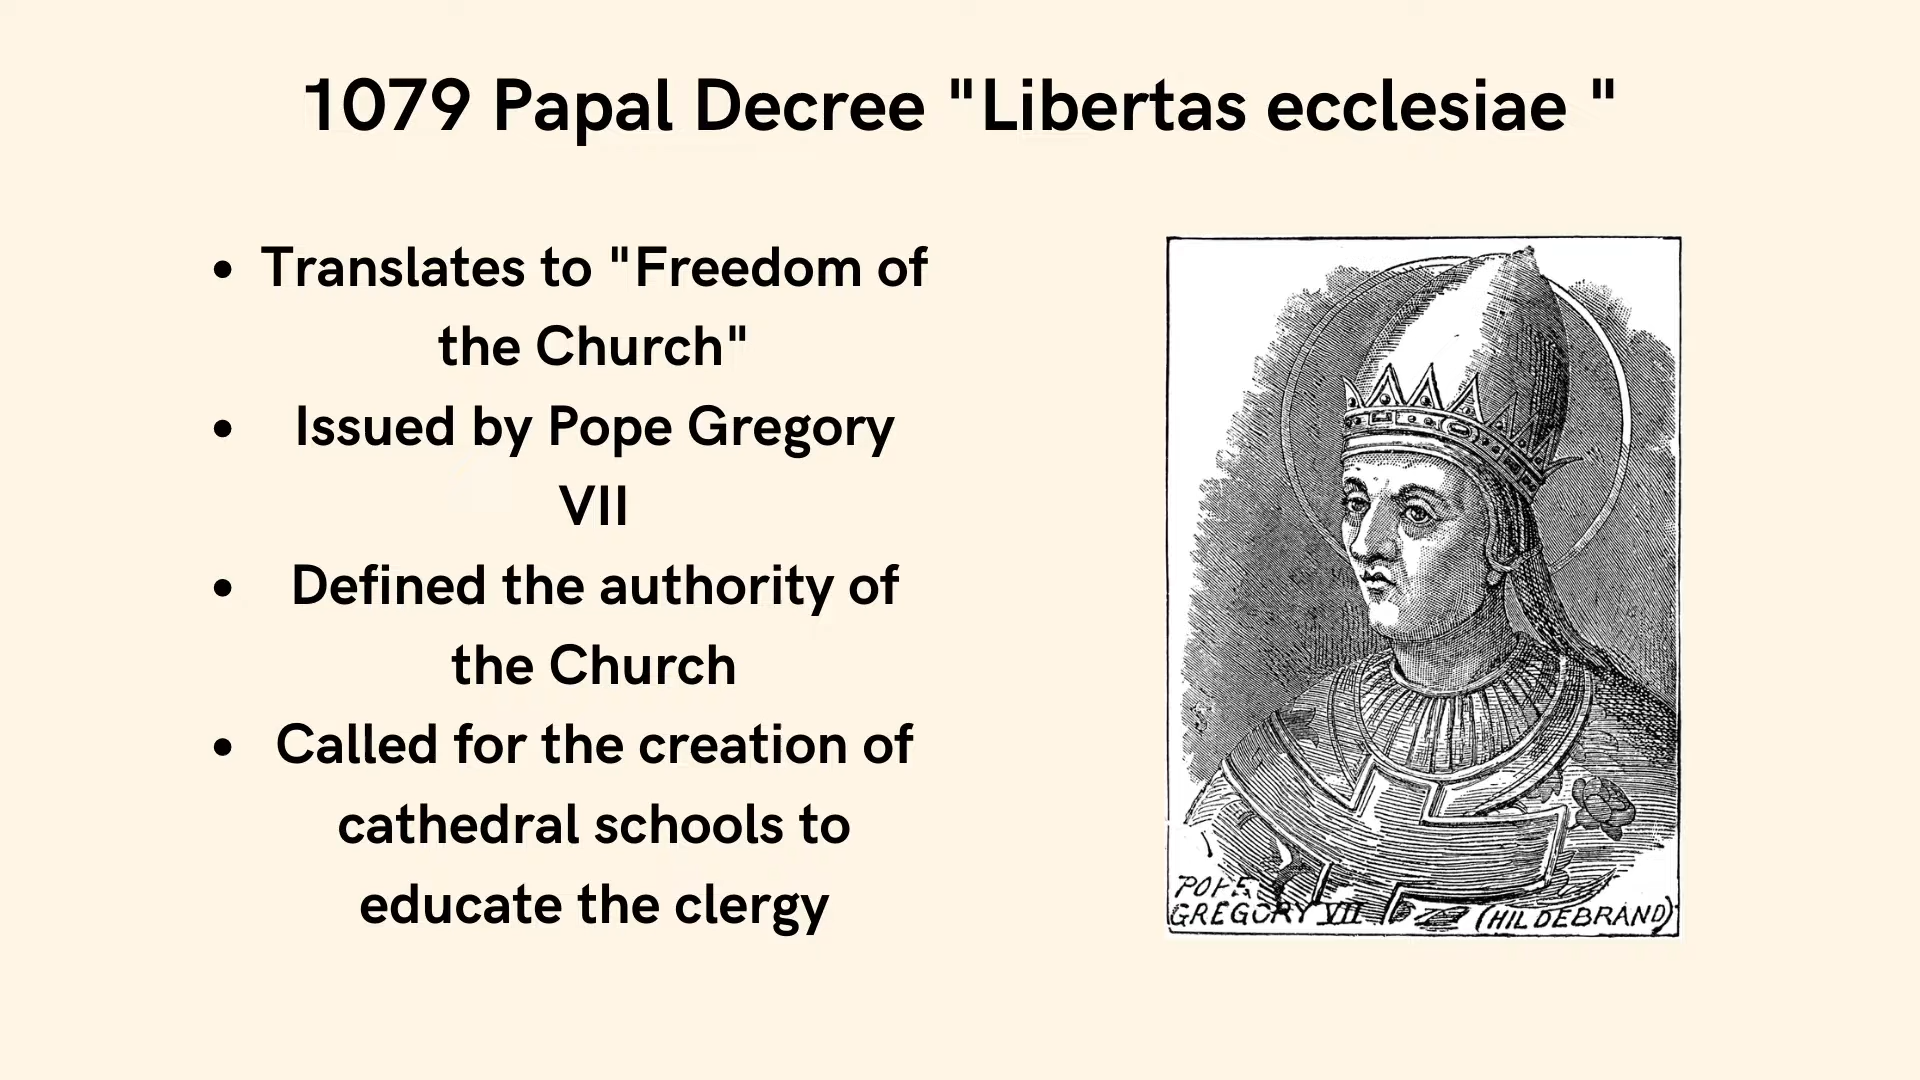 1079 Papal Decree "Libertas ecclesiae "
• Translates to "Freedom of
the Church"
• Issued by Pope Gregory
VII
• Defined the authority of
the Church
• Called for the creation of
cathedral schools to
educate the clergy
POPE
GREGORY VII (HILDEBRAND)